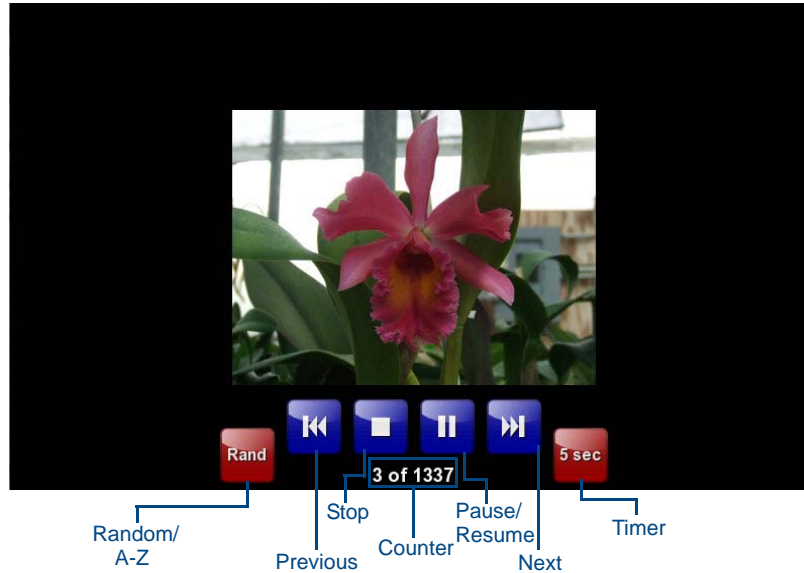 Rand
5 sec
3 of 1337
Stop
Pause/
Resume
Random/
A-Z
Timer
Counter
Previous
Next